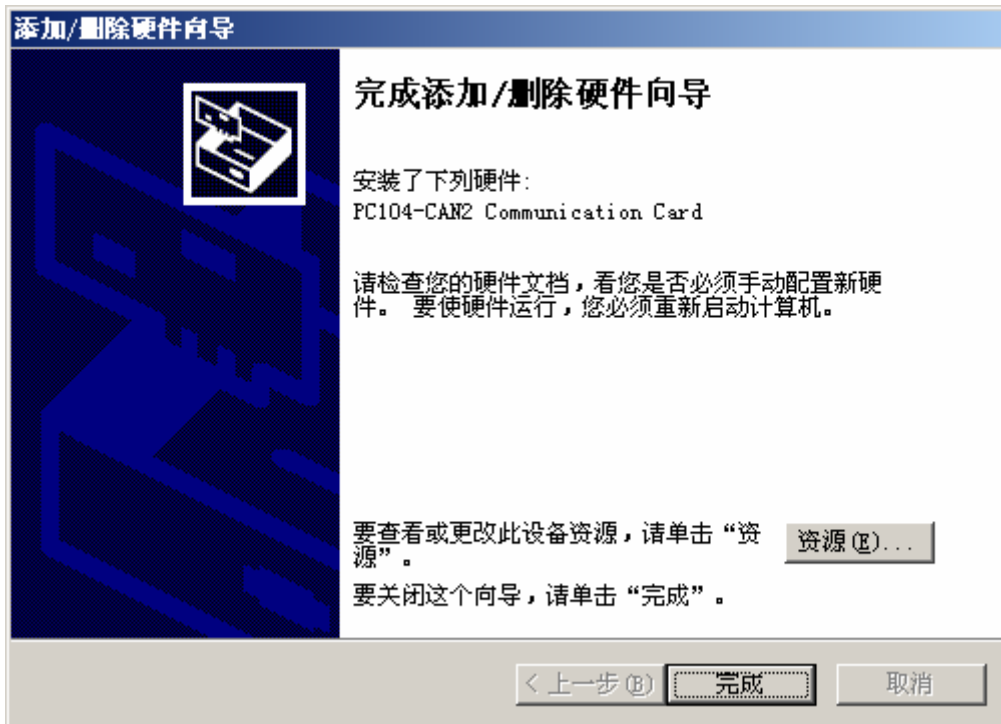 添加/删除硬件向导
完成添加/删除硬件向导
安装了下列硬件:
PC104-CAN2 Communication Card
请检查您的硬件文档，看您是否必须手动配置新硬
件。 要使硬件运行，您必须重新启动计算机。
要查看或更改此设备资源，请单击“资
源”。
资源(E)...
要关闭这个向导，请单击“完成”。
< 上一步(B)
完成
取消